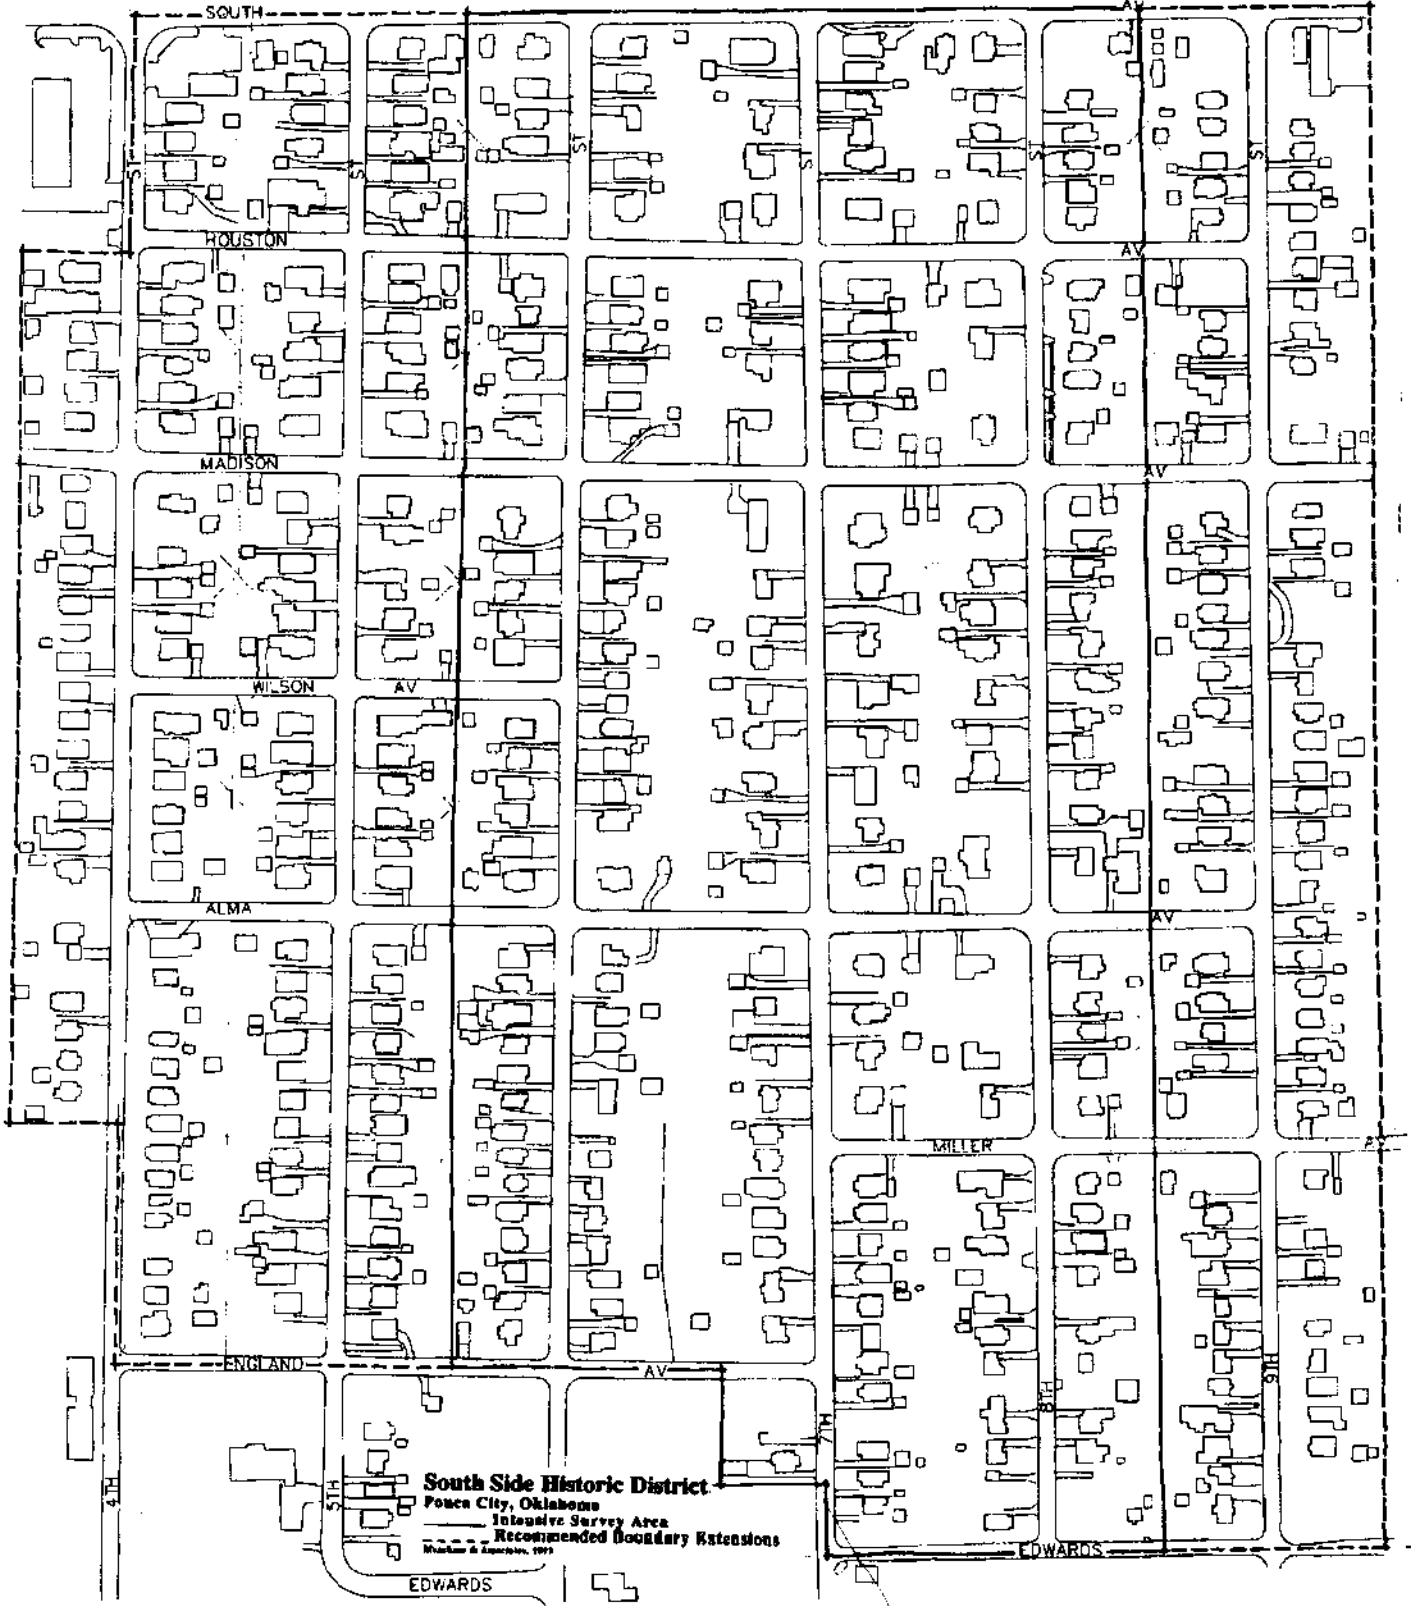 SOUTH
AV
ST
ST
ST
ST
ST
ST
HOUSTON
AV
MADISON
AV
WILSON
AV
ALMA
AV
MILLER
AV
ENGLAND
AV
4TH
5TH
7TH
8TH
9TH
South Side Historic District
Ponca City, Oklahoma
Intensive Survey Area
Recommended Boundary Extensions
EDWARDS
EDWARDS